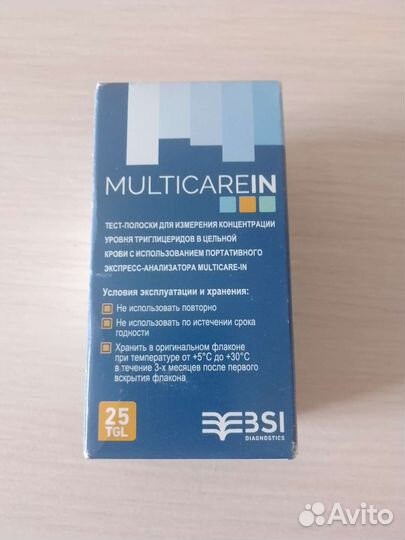 MULTICAREIN
ТЕСТ-ПОЛОСКИ ДЛЯ ИЗМЕРЕНИЯ КОНЦЕНТРАЦИИ
УРОВНЯ ТРИГЛИЦЕРИДОВ В ЦЕЛЬНОЙ
КРОВИ С ИСПОЛЬЗОВАНИЕМ ПОРТАТИВНОГО
ЭКСПРЕСС-АНАЛИЗАТОРА MULTICARE-IN
Условия эксплуатации и хранения:
Не использовать повторно
Не использовать по истечении срока
годности
Хранить в оригинальном флаконе
при температуре от +5°С до +30°С
в течение 3-х месяцев после первого
вскрытия флакона
25
TGL
BSI
DIAGNOSTICS
Avito